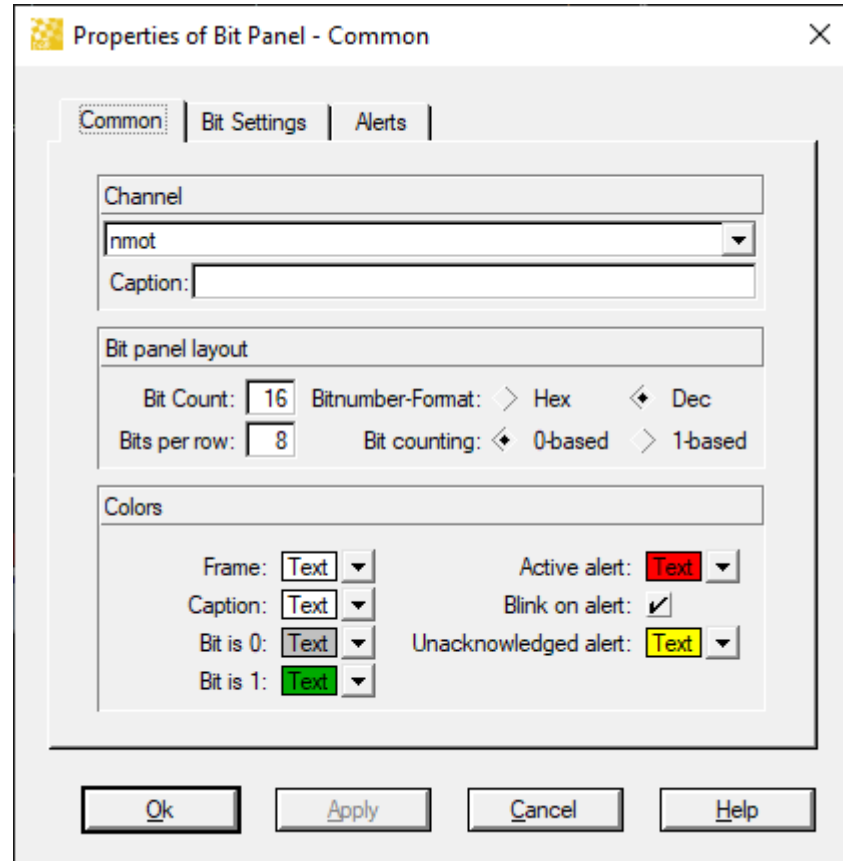 Properties of Bit Panel - Common
Common Bit Settings Alerts
Channel
nmot
Caption:
Bit panel layout
Bit Count: 16 Bitnumber-Format: Hex Dec
Bits per row: 8 Bit counting: 0-based 1-based
Colors
Frame: Text Active alert: Text
Caption: Text Blink on alert:
Bit is 0: Text Unacknowledged alert: Text
Bit is 1: Text
Ok Apply Cancel Help